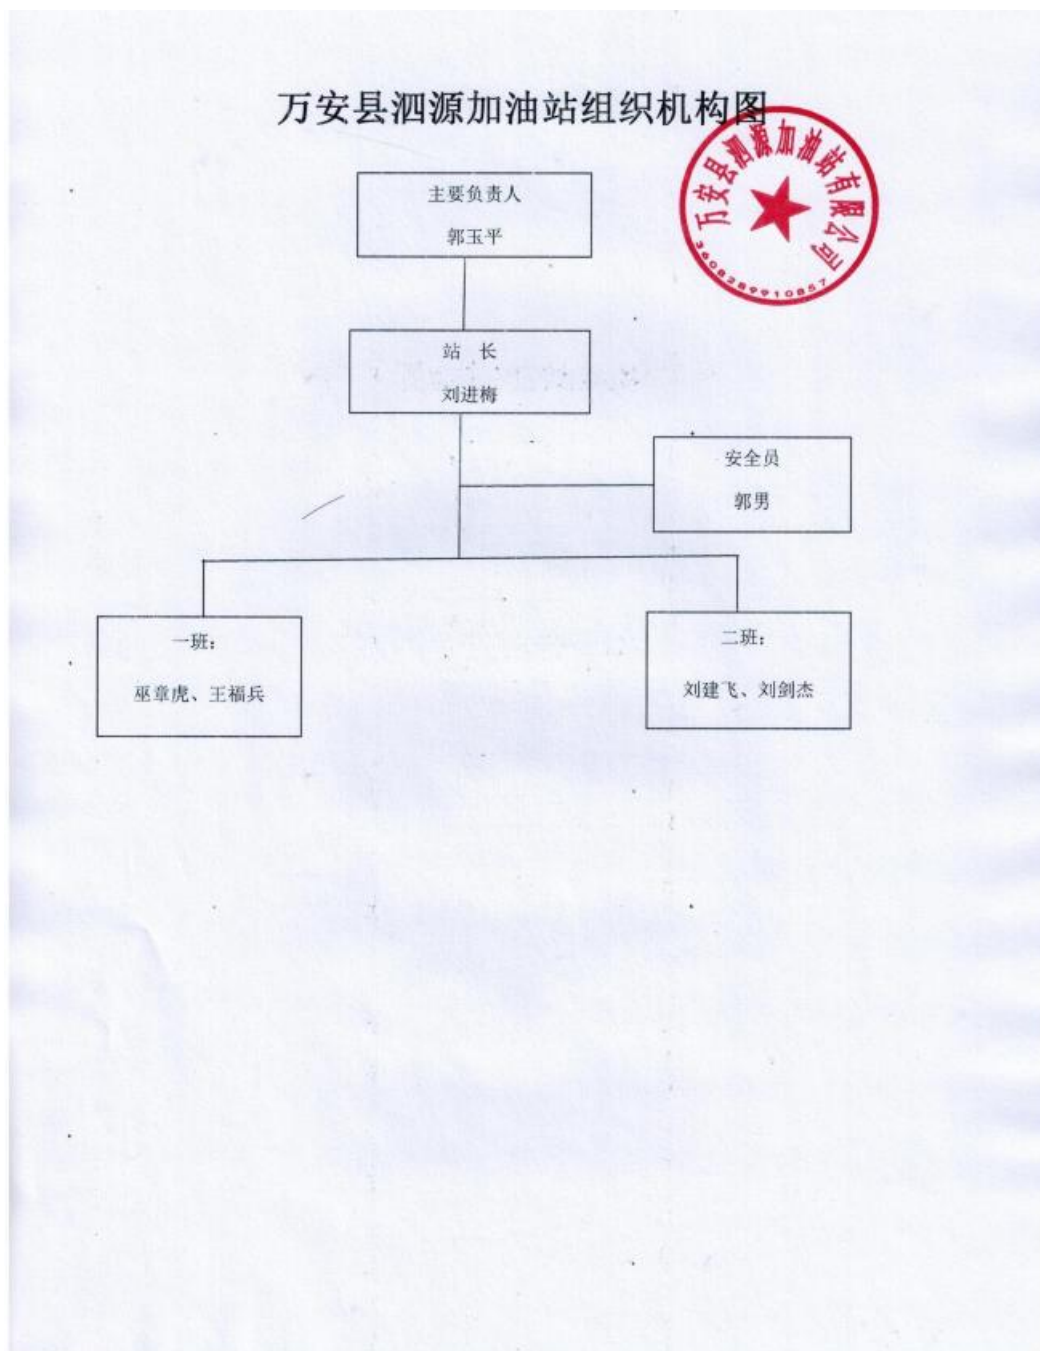 万安县泗源加油站组织机构图
万安县泗源加油站有限公司
3608289910857
主要负责人
郭玉平
站 长
刘进梅
安全员
郭男
一班：
巫章虎、王福兵
二班：
刘建飞、刘剑杰